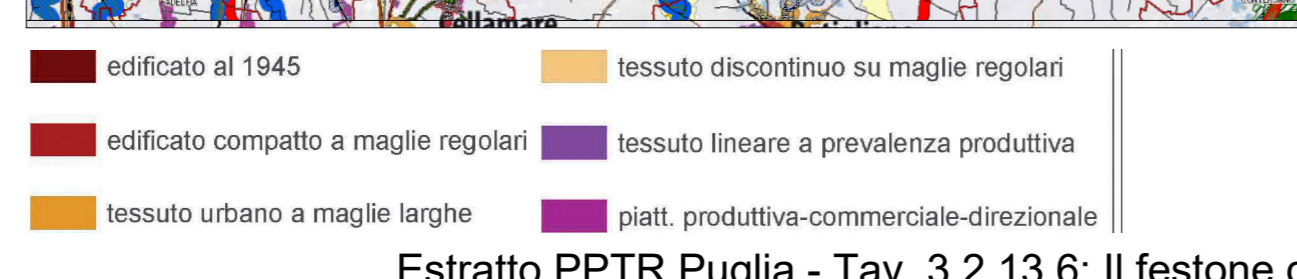 ellamare
edificato al 1945
edificato compatto a maglie regolari
tessuto urbano a maglie larghe
tessuto discontinuo su maglie regolari
tessuto lineare a prevalenza produttiva
piatt. produttiva-commerciale-direzionale
Estratto PPTR Puglia - Tav. 3.2.13.6: Il festone